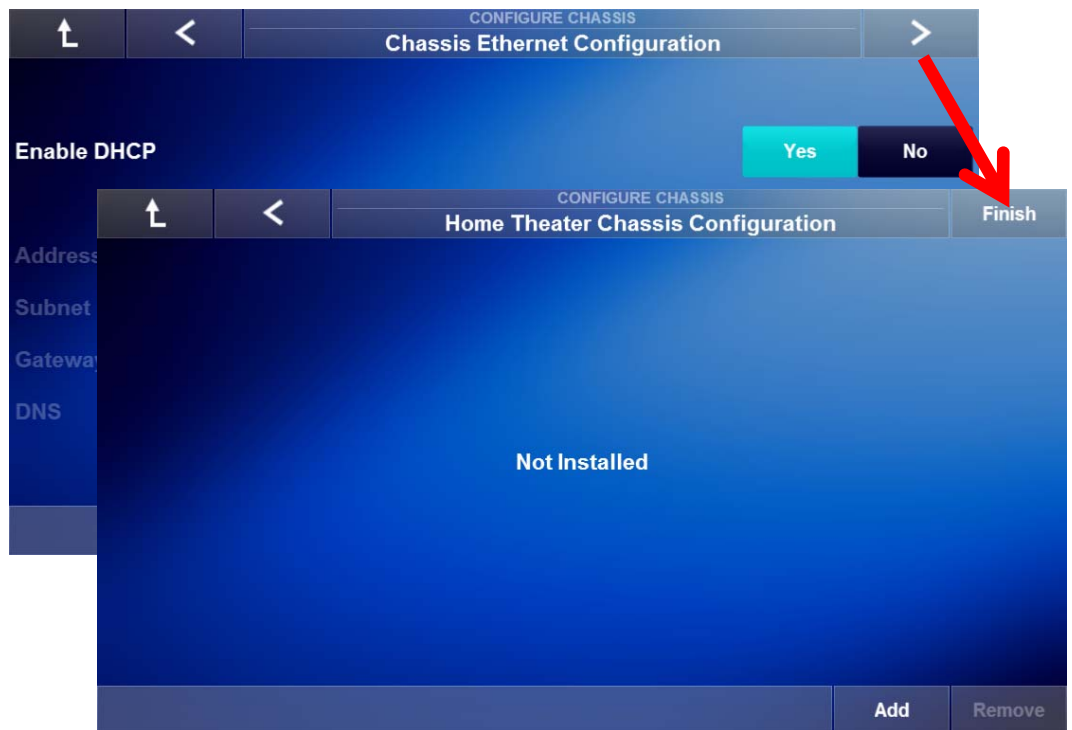 CONFIGURE CHASSIS
Chassis Ethernet Configuration
Enable DHCP
Yes
No
CONFIGURE CHASSIS
Home Theater Chassis Configuration
Finish
Address
Subnet
Gateway
DNS
Not Installed
Add
Remove